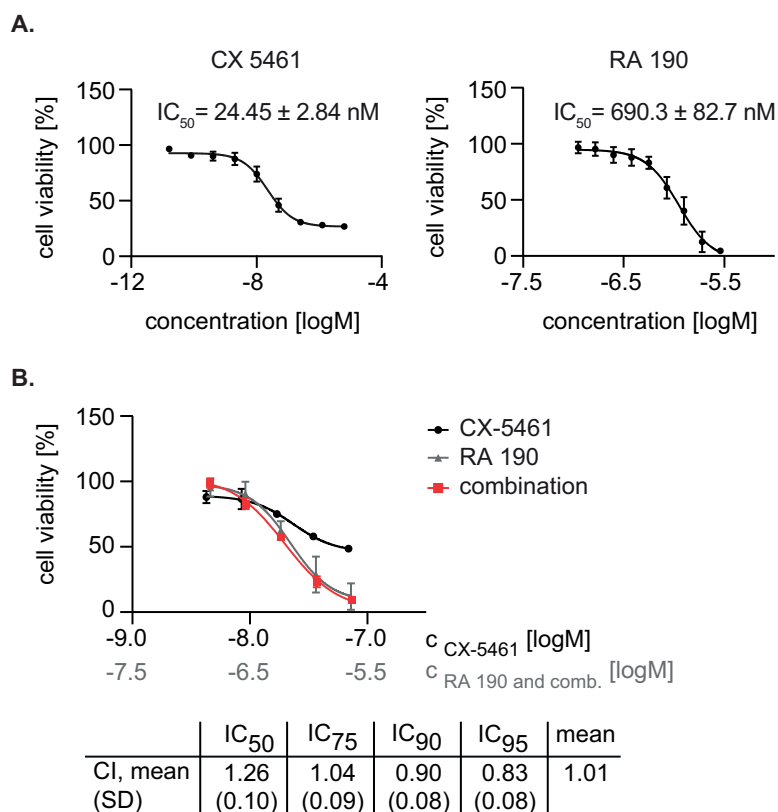 A.
CX 5461
RA 190
IC50= 24.45 ± 2.84 nM
IC50= 690.3 ± 82.7 nM
cell viability [%]
150
100
50
0
-12
-8
-4
concentration [logM]
cell viability [%]
150
100
50
0
-7.5
-6.5
-5.5
concentration [logM]
B.
cell viability [%]
150
100
50
0
CX-5461
RA 190
combination
-9.0 -8.0 -7.0 c CX-5461 [logM]
-7.5 -6.5 -5.5 c RA 190 and comb. [logM]
IC50 IC75 IC90 IC95 mean
CI, mean 1.26 1.04 0.90 0.83 1.01
(SD) (0.10) (0.09) (0.08) (0.08)